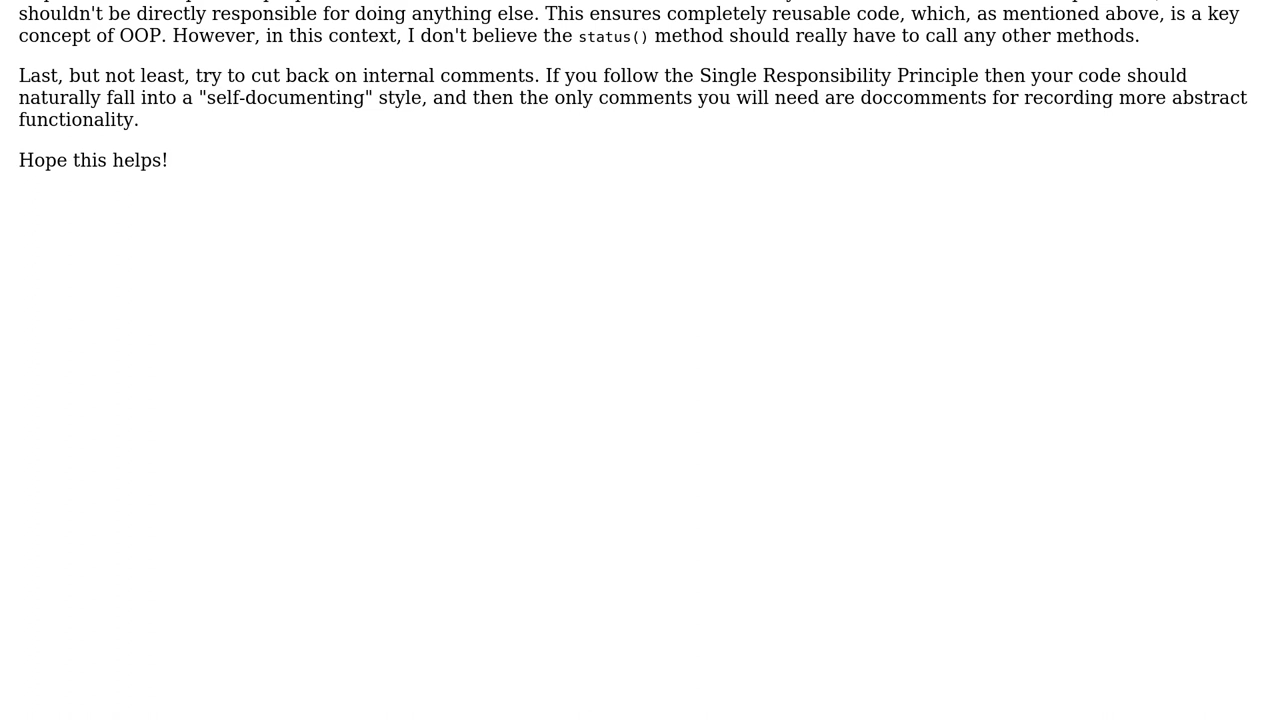 shouldn't be directly responsible for doing anything else. This ensures completely reusable code, which, as mentioned above, is a key
concept of OOP. However, in this context, I don't believe the status() method should really have to call any other methods.
Last, but not least, try to cut back on internal comments. If you follow the Single Responsibility Principle then your code should
naturally fall into a "self-documenting" style, and then the only comments you will need are doccomments for recording more abstract
functionality.
Hope this helps!